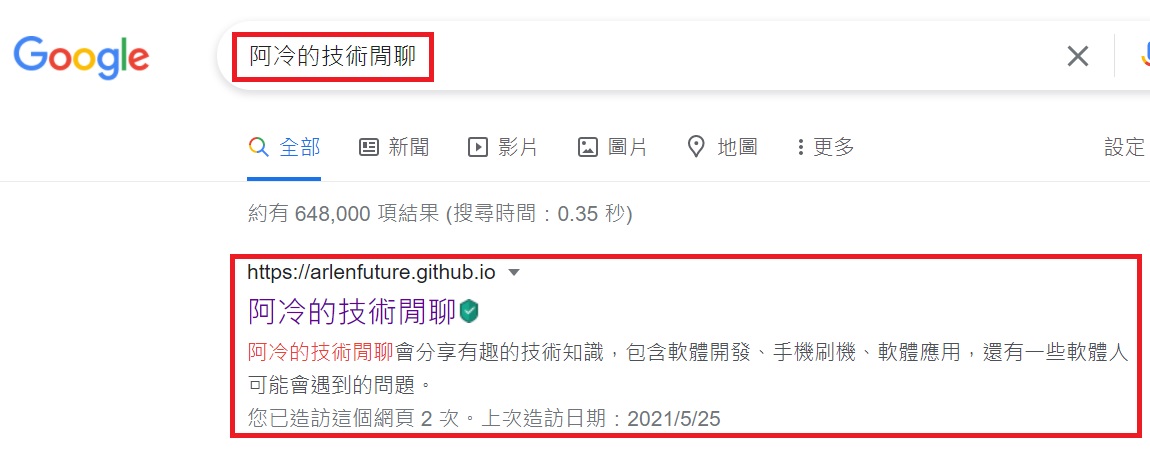 Google
阿冷的技術閒聊
全部 新聞 影片 圖片 地圖 更多 設定
約有 648,000 項結果 (搜尋時間：0.35 秒)
https://arlenfuture.github.io
阿冷的技術閒聊
阿冷的技術閒聊會分享有趣的技術知識，包含軟體開發、手機刷機、軟體應用，還有一些軟體人
可能會遇到的問題。
您已造訪這個網頁 2 次。上次造訪日期：2021/5/25